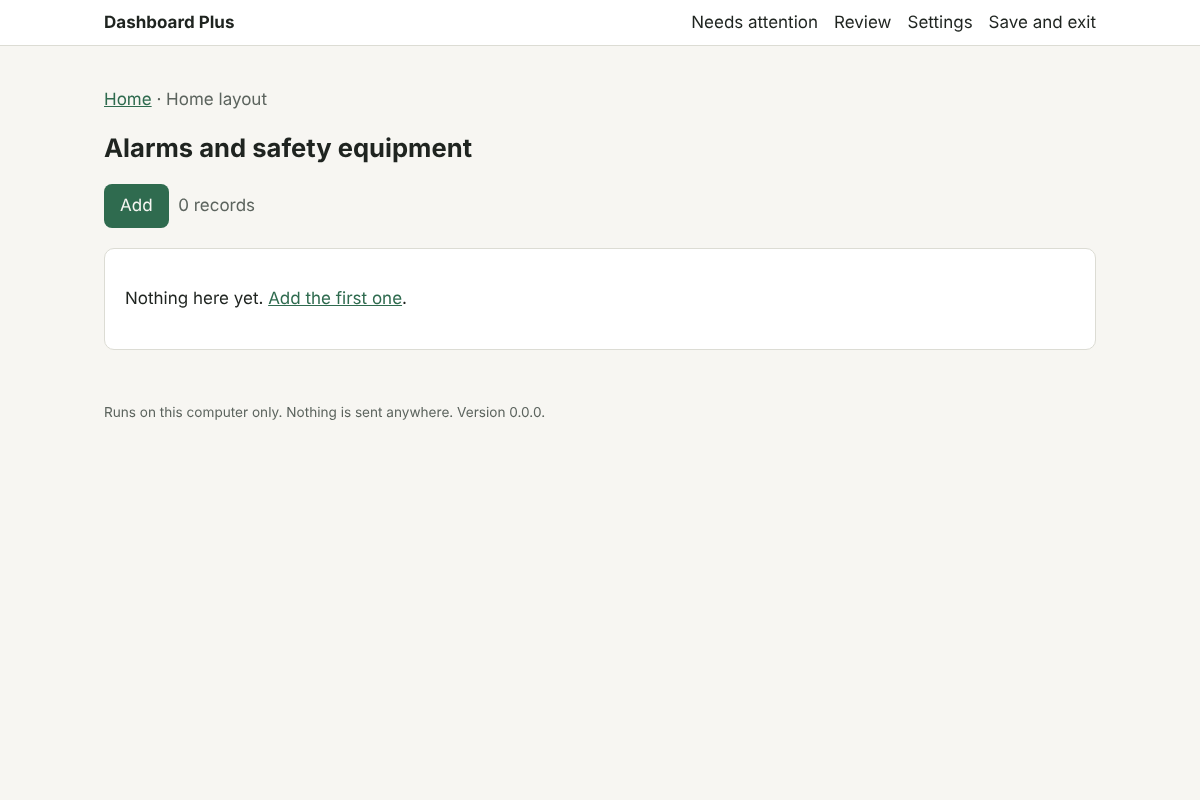 Dashboard Plus
Needs attention Review Settings Save and exit
Home · Home layout
Alarms and safety equipment
Add 0 records
Nothing here yet. Add the first one.
Runs on this computer only. Nothing is sent anywhere. Version 0.0.0.